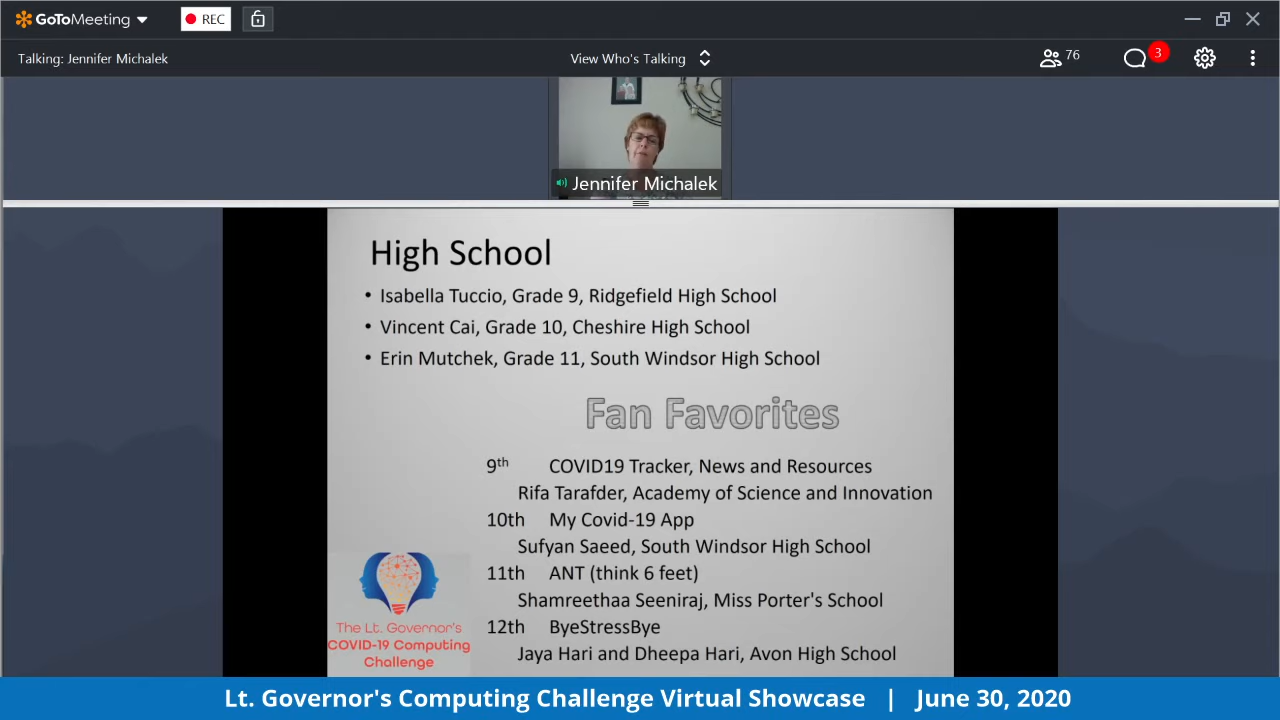 GoToMeeting
REC
Talking: Jennifer Michalek
View Who's Talking
76
3
Jennifer Michalek
High School
• Isabella Tuccio, Grade 9, Ridgefield High School
• Vincent Cai, Grade 10, Cheshire High School
• Erin Mutchek, Grade 11, South Windsor High School
Fan Favorites
9th COVID19 Tracker, News and Resources
Rifa Tarafder, Academy of Science and Innovation
10th My Covid-19 App
Sufyan Saeed, South Windsor High School
11th ANT (think 6 feet)
Shamreethaa Seeniraj, Miss Porter's School
12th ByeStressBye
Jaya Hari and Dheepa Hari, Avon High School
The Lt. Governor's
COVID-19 Computing
Challenge
Lt. Governor's Computing Challenge Virtual Showcase | June 30, 2020